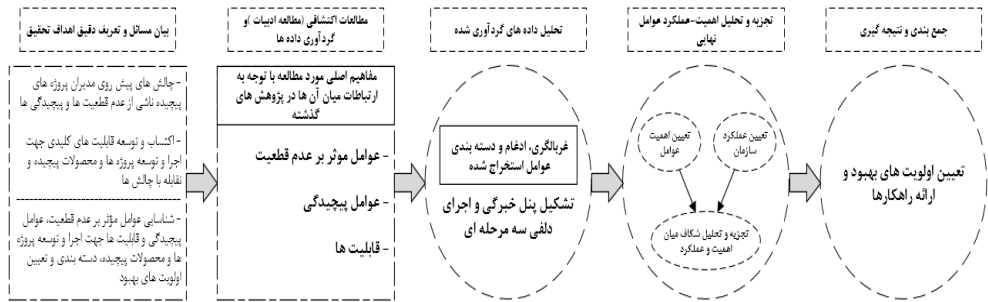 بیان مسائل و تعریف دقیق اهداف تحقیق
- چالش های پیش روی مدیران پروژه های
پیچیده ناشی از عدم قطعیت ها و پیچیدگی ها
- اکتساب و توسعه قابلیت های کلیدی جهت
اجرا و توسعه پروژه ها و محصولات پیچیده و
تقابله با چالش ها
- شناسایی عوامل مؤثر بر عدم قطعیت، عوامل
پیچیدگی و قابلیت ها جهت اجرا و توسعه پروژه
ها و محصولات پیچیده، دسته بندی و تعیین
اولویت های بهبود
مطالعات اکتشافی (مطالعه ادبیات )و
گردآوری داده ها
مفاهیم اصلی مورد مطالعه با توجه به
ارتباطات میان آن ها در پژوهش های
گذشته
- عوامل موثر بر عدم قطعیت
- عوامل پیچیدگی
- قابلیت ها
تحلیل داده های گردآوری شده
غربالگری، ادغام و دسته بندی
عوامل استخراج شده
تشکیل پنل خبرگی و اجرای
دلفی سه مرحله ای
تجزیه و تحلیل اهمیت-عملکرد عوامل
نهایی
تعیین اهمیت
عوامل
تعیین عملکرد
سازمان
تجزیه و تحلیل شکاف میان
اهمیت و عملکرد
جمع بندی و نتیجه گیری
تعیین اولویت های بهبود و
ارائه راهکارها